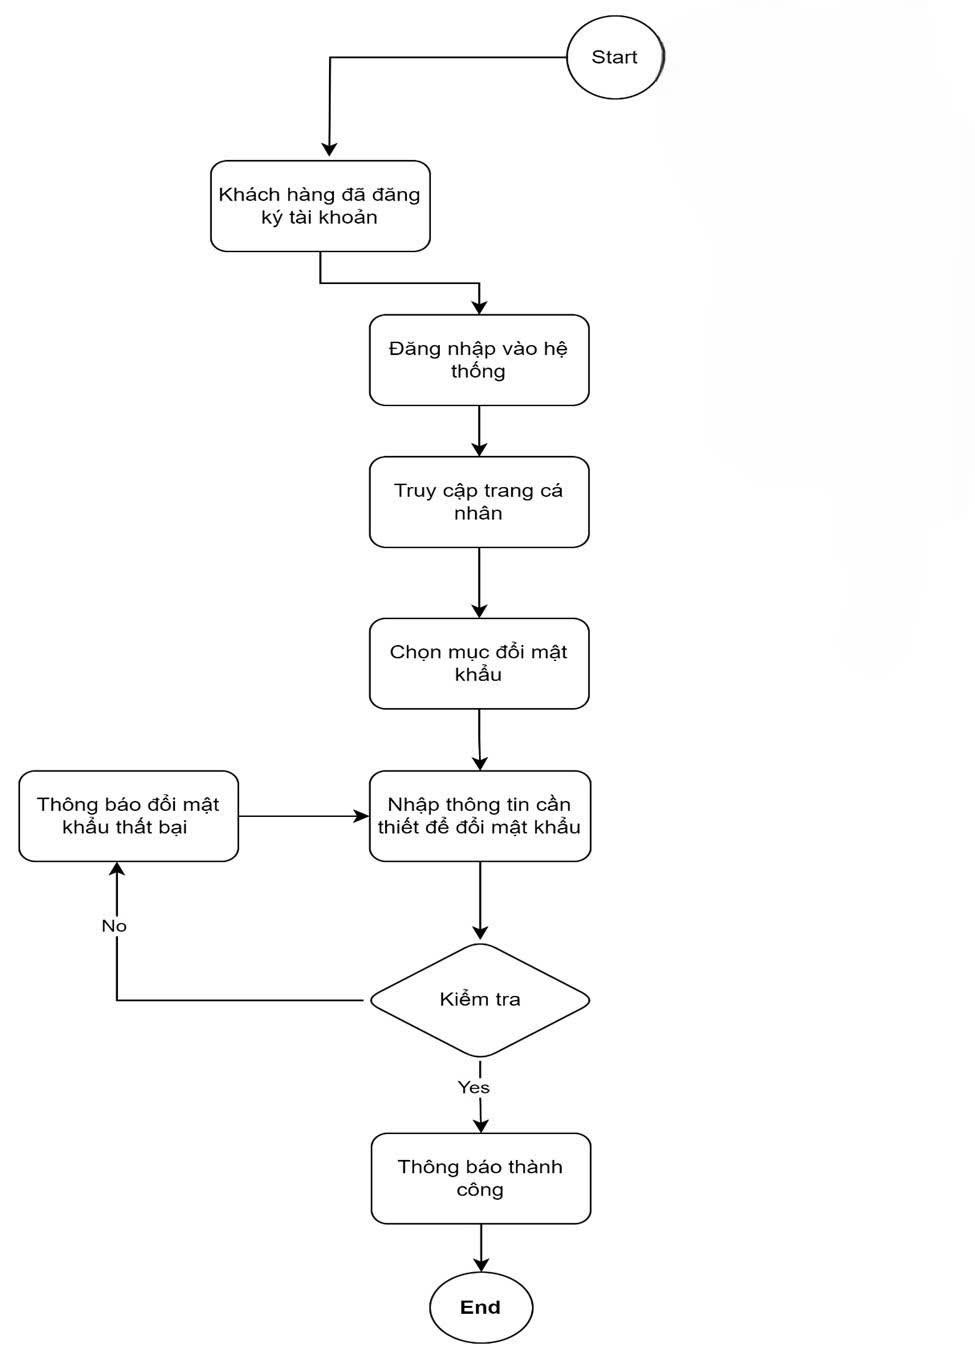 Start
Khách hàng đã đăng
ký tài khoản
Đăng nhập vào hệ
thống
Truy cập trang cá
nhân
Chọn mục đổi mật
khẩu
Thông báo đổi mật
khẩu thất bại
Nhập thông tin cần
thiết để đổi mật khẩu
No
Kiểm tra
Yes
Thông báo thành
công
End